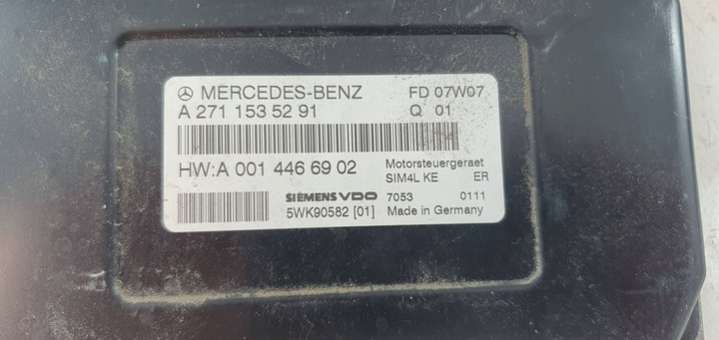 MERCEDES-BENZ FD 07W07
A 271 153 52 91 Q 01
HW:A 001 446 69 02 Motorsteuergeraet
SIM4L KE ER
SIEMENS VDO 7053 0111
5WK90582 [01] Made in Germany